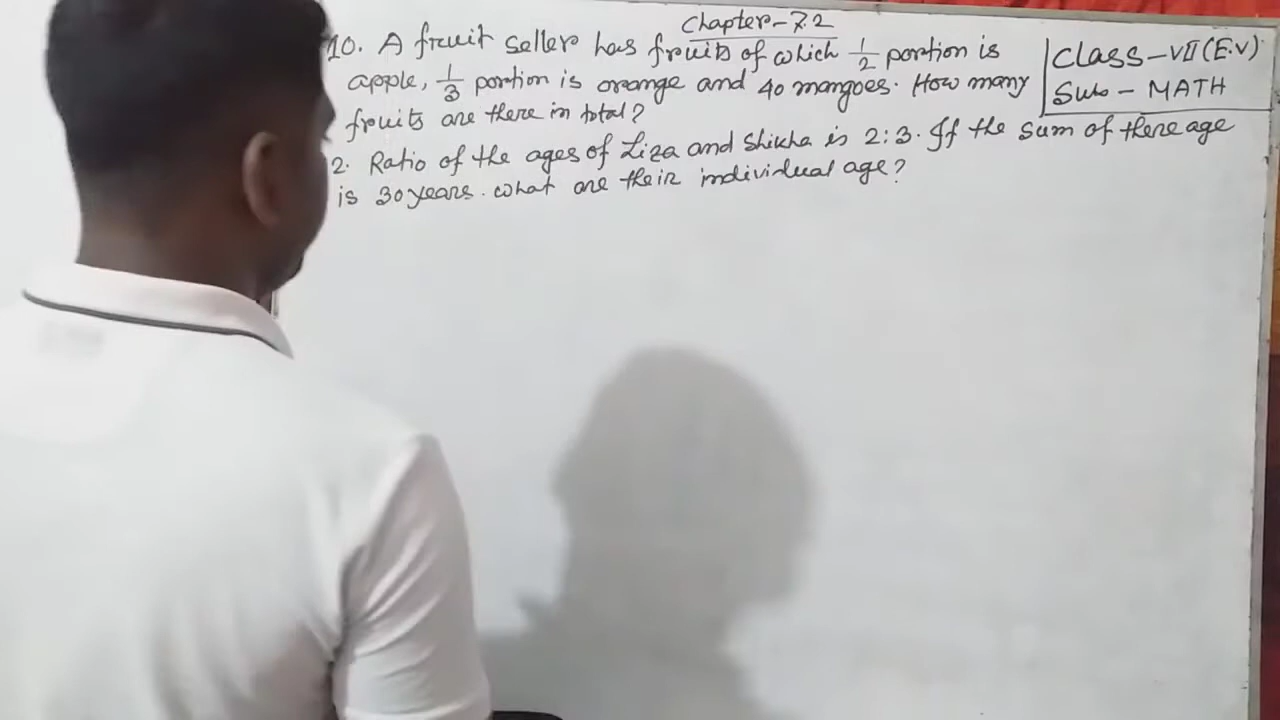 Chapter-7.2
10. A fruit seller has fruits of which 1/2 portion is
apple, 1/3 portion is orange and 40 mangoes. How many
fruits are there in total?
2. Ratio of the ages of Liza and Shikha is 2:3. If the sum of there age
is 30 years. what are their individual age?
Class-VII (E.V)
Sub - MATH